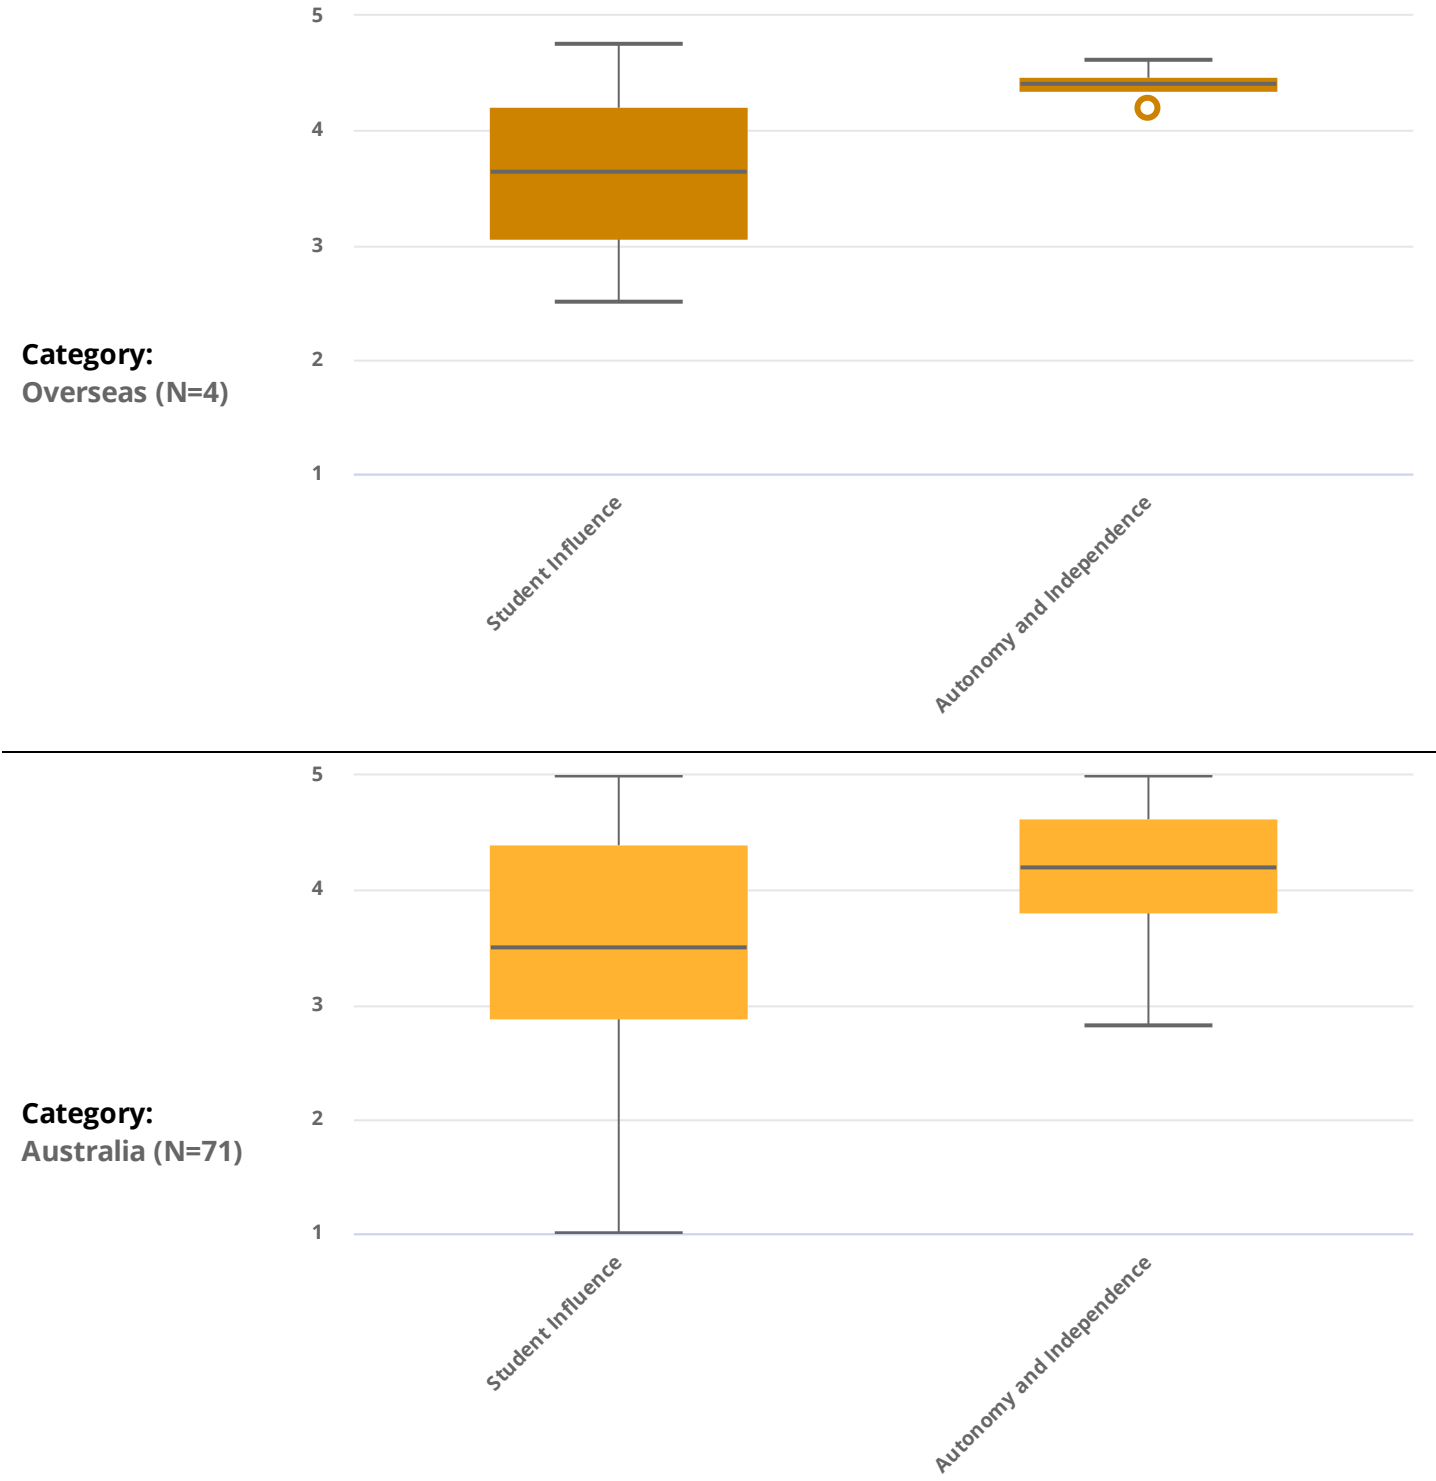 5
4
3
2
1
Category:
Overseas (N=4)
Student Influence
Autonomy and Independence
5
4
3
2
1
Category:
Australia (N=71)
Student Influence
Autonomy and Independence